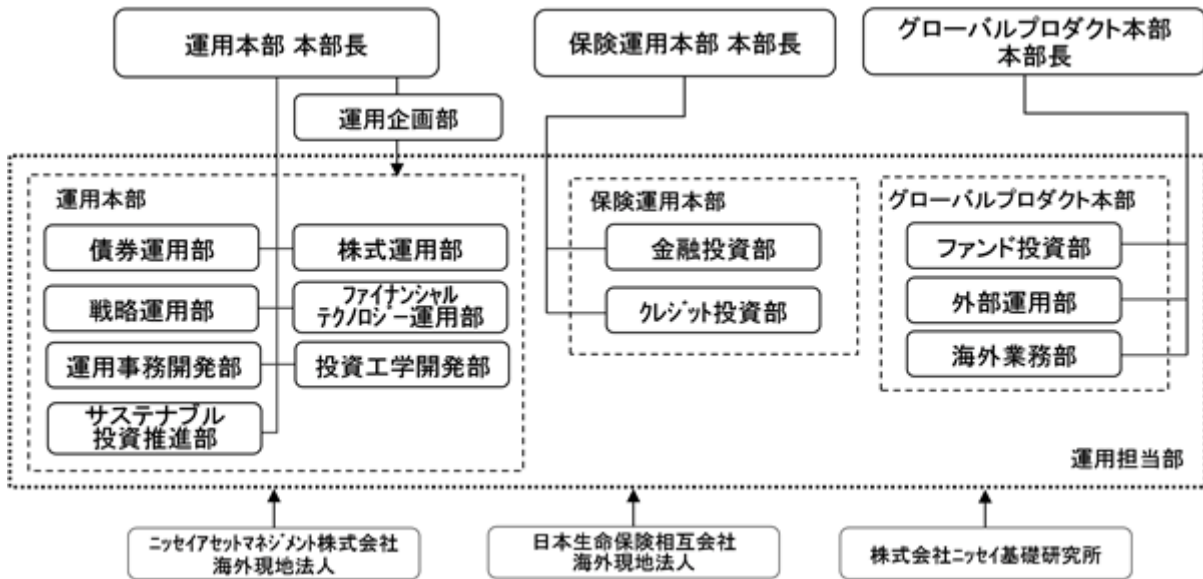 運用本部 本部長
保険運用本部 本部長
グローバルプロダクト本部
本部長
運用企画部
運用本部
債券運用部
株式運用部
戦略運用部
ファイナンシャル
テクノロジー運用部
運用事務開発部
投資工学開発部
サステナブル
投資推進部
保険運用本部
金融投資部
クレジット投資部
グローバルプロダクト本部
ファンド投資部
外部運用部
海外業務部
運用担当部
ニッセイアセットマネジメント株式会社
海外現地法人
日本生命保険相互会社
海外現地法人
株式会社ニッセイ基礎研究所